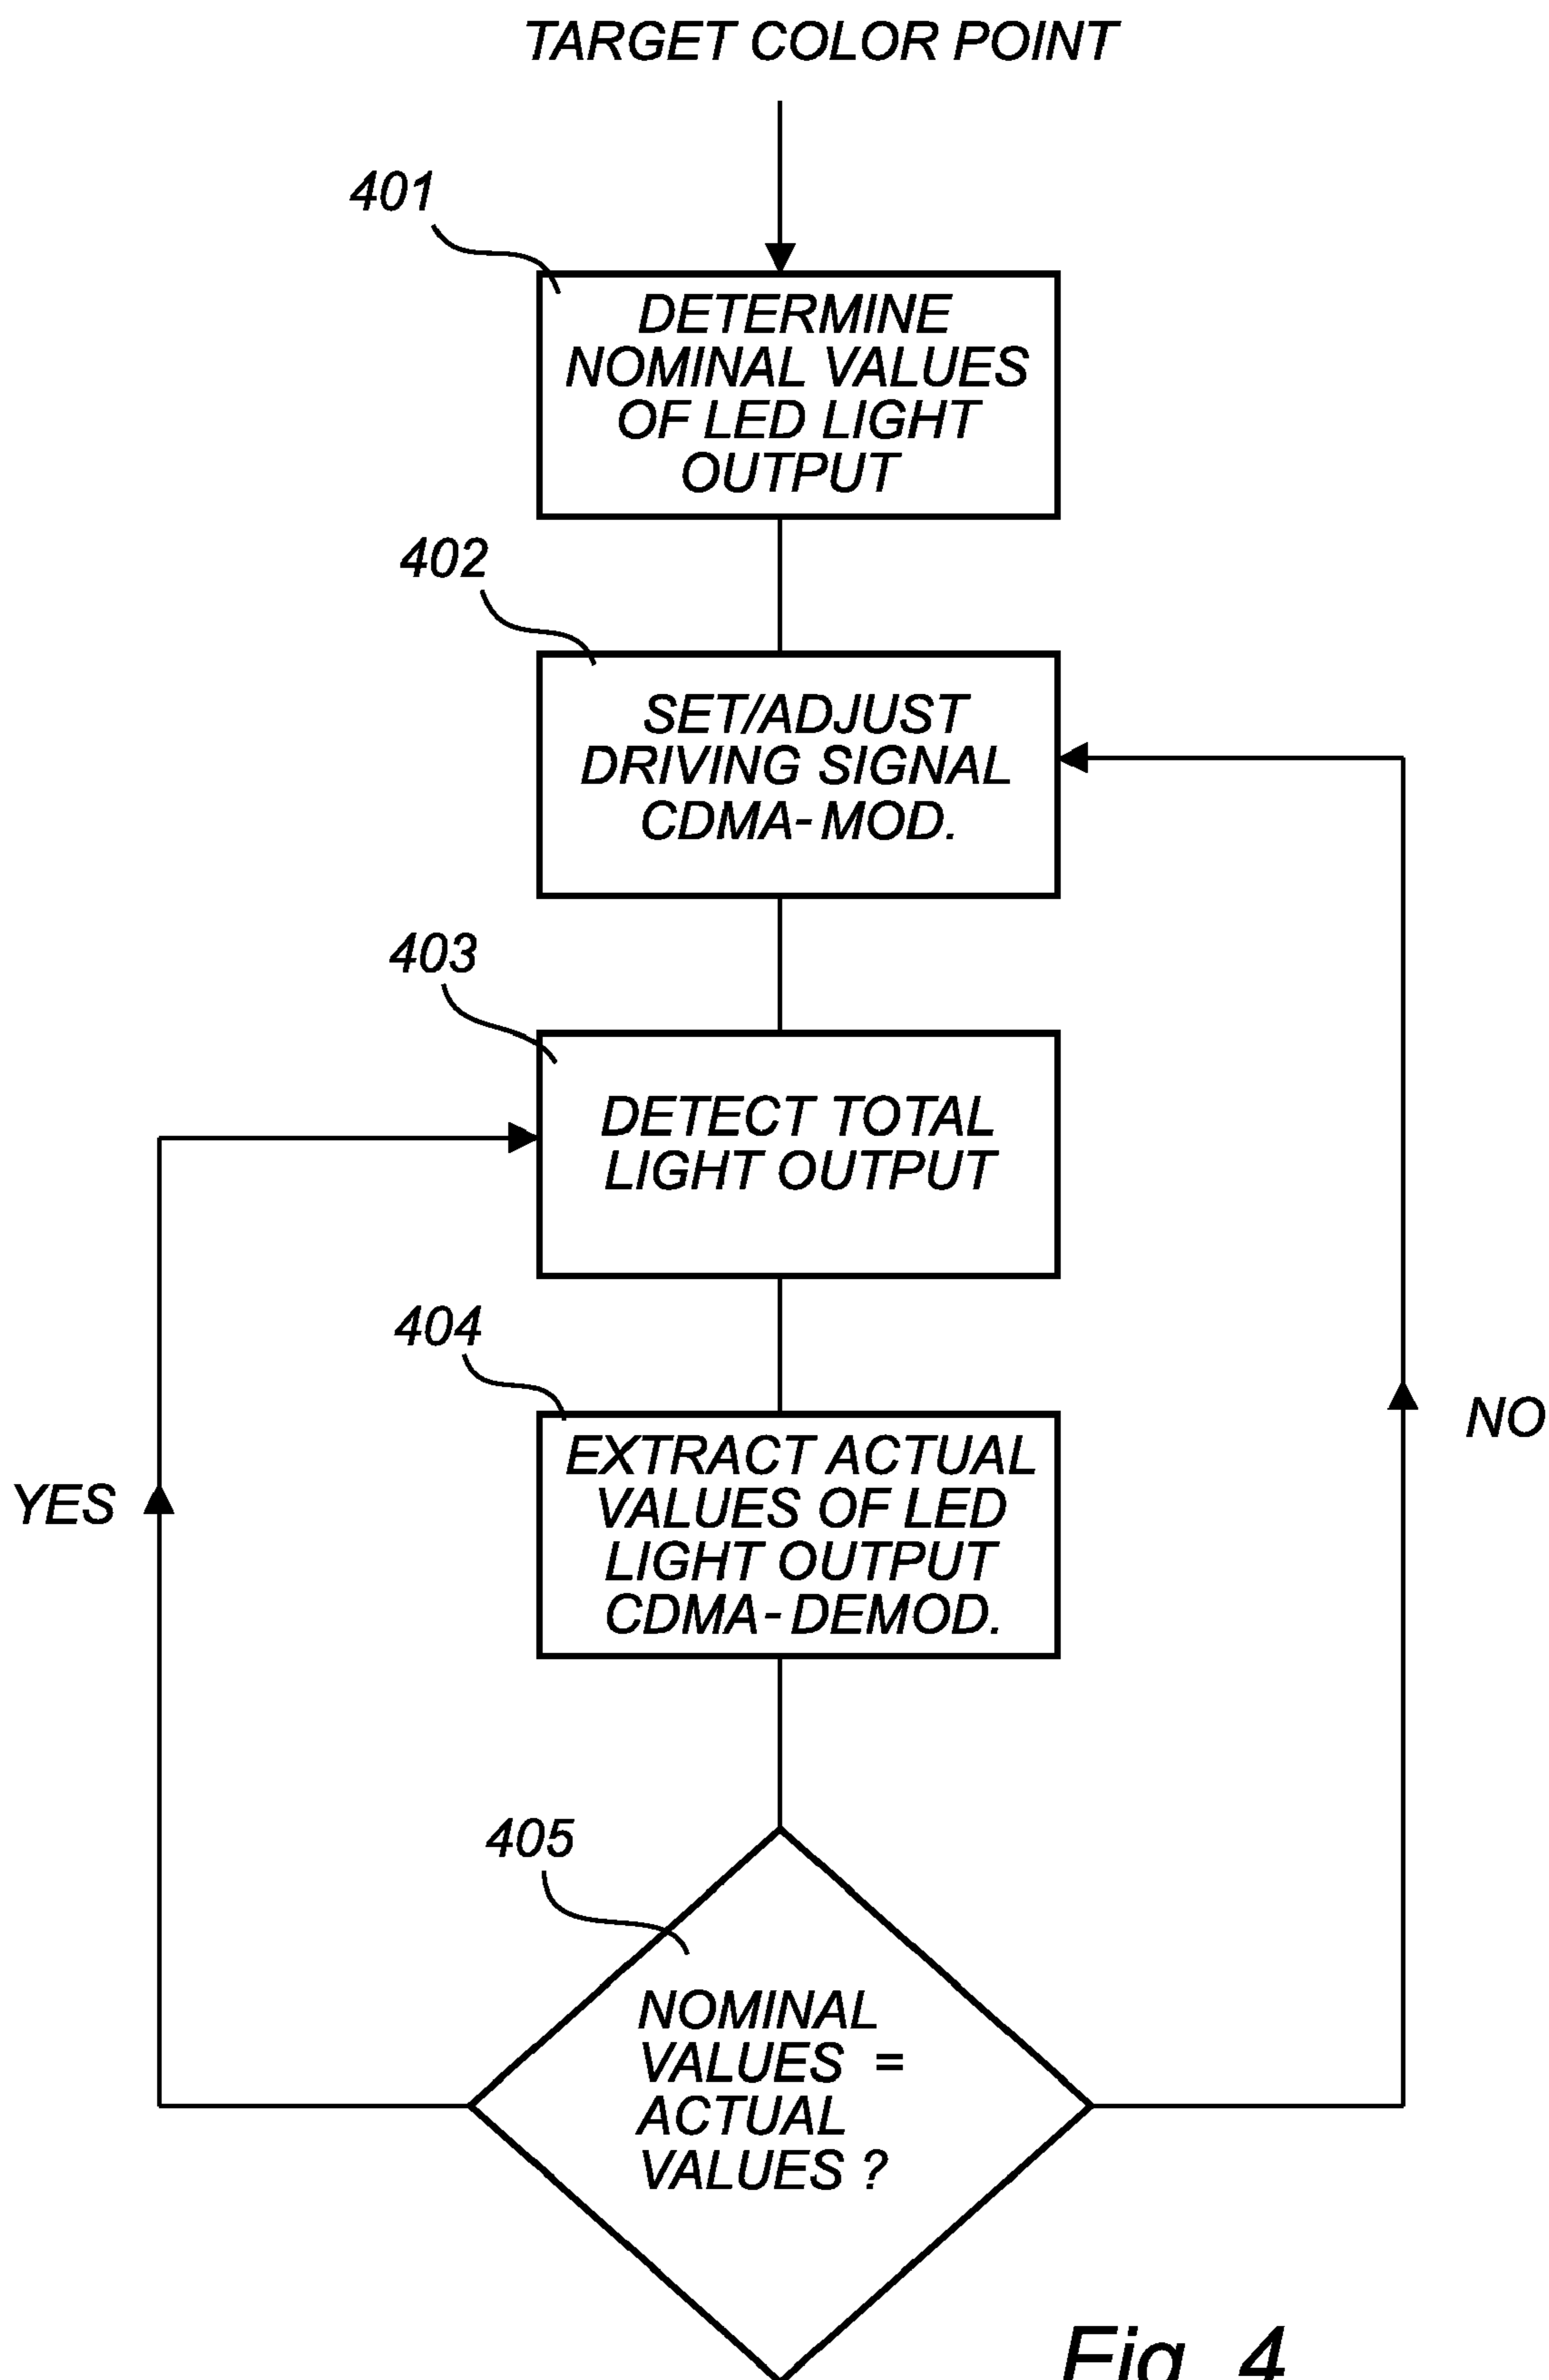 TARGET COLOR POINT
401
DETERMINE
NOMINAL VALUES
OF LED LIGHT
OUTPUT
402
SET/ADJUST
DRIVING SIGNAL
CDMA- MOD.
403
DETECT TOTAL
LIGHT OUTPUT
404
EXTRACT ACTUAL
VALUES OF LED
LIGHT OUTPUT
CDMA- DEMOD.
YES
NO
405
NOMINAL
VALUES =
ACTUAL
VALUES ?
Fig. 4